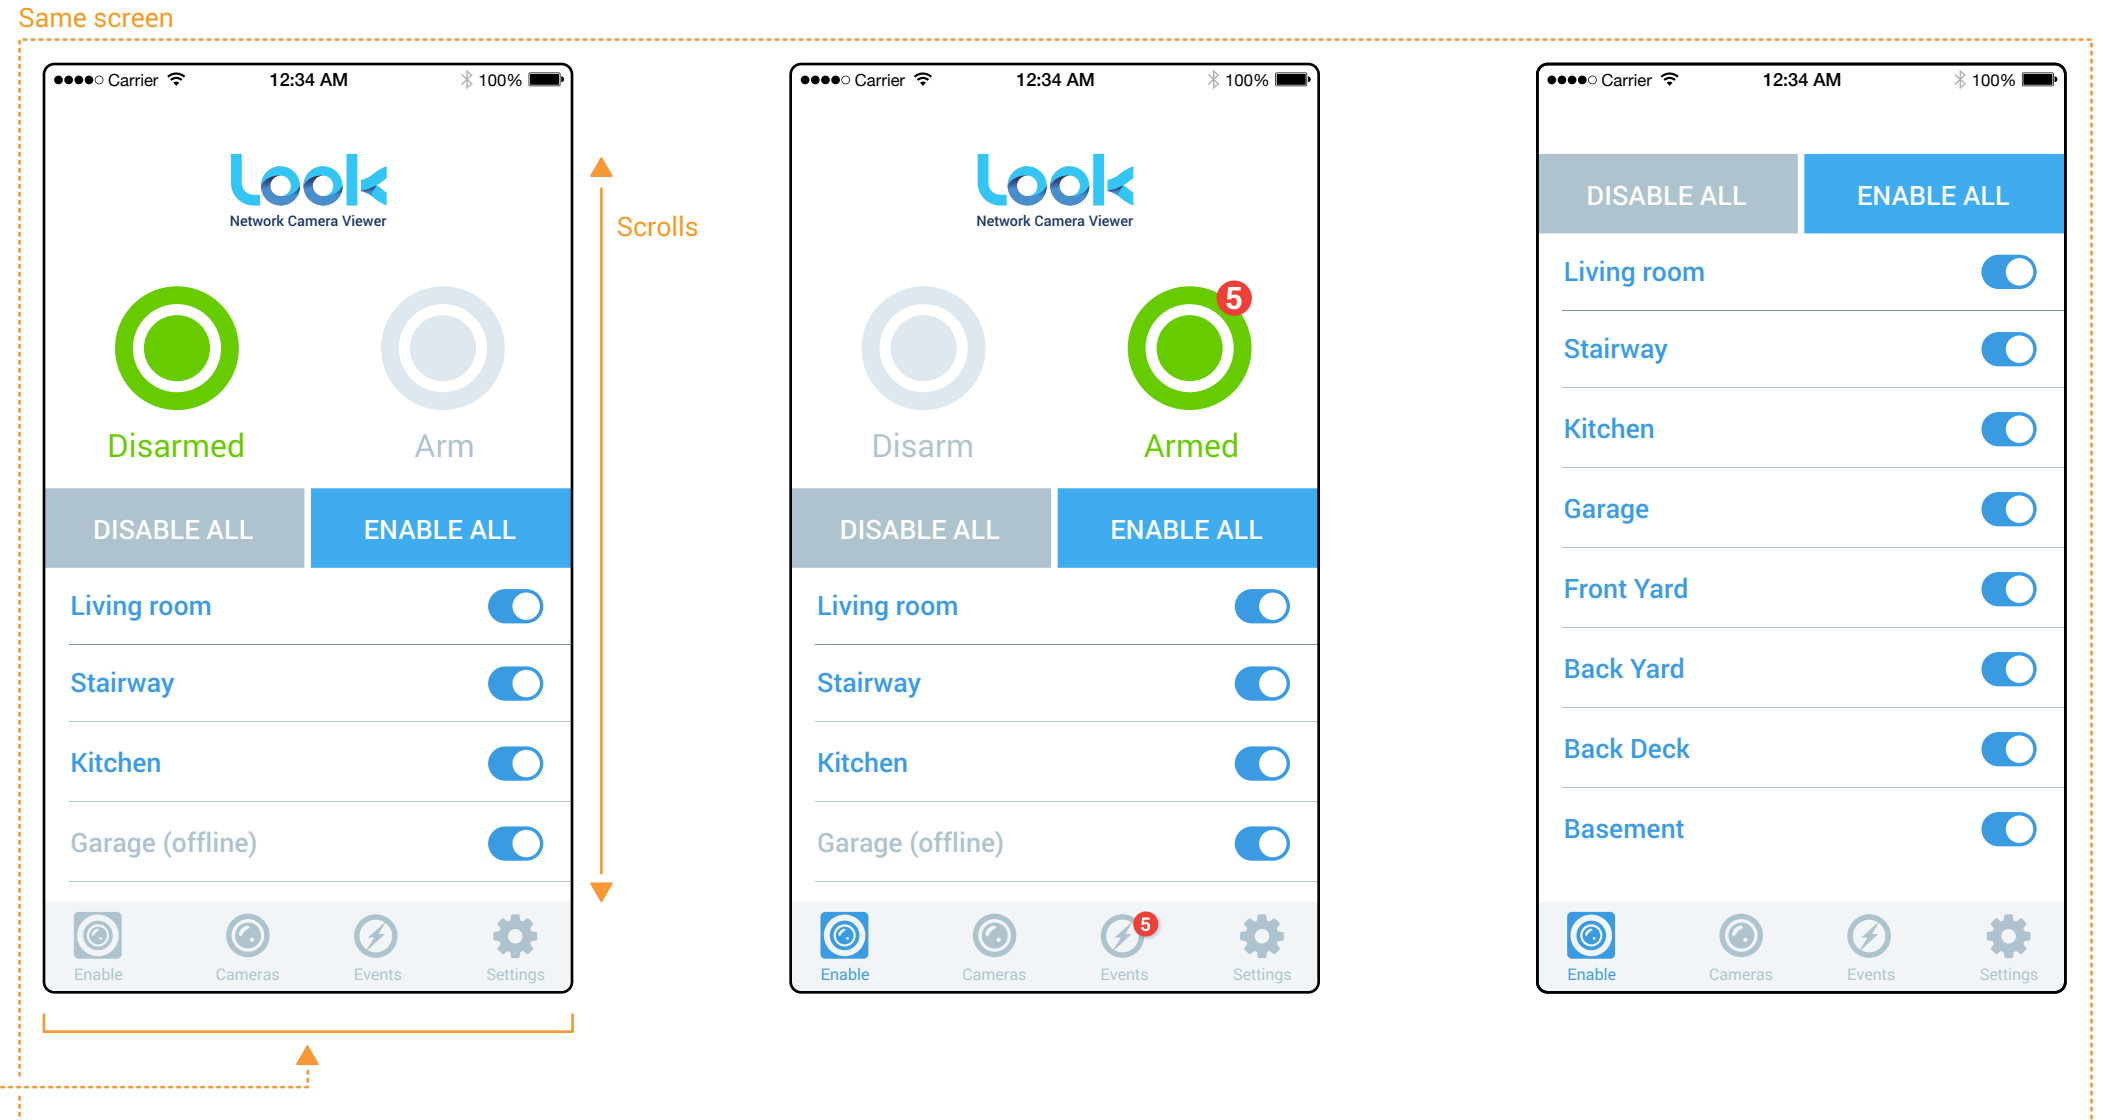 Same screen
Carrier 12:34 AM 100%
Look
Network Camera Viewer
Disarmed Arm
DISABLE ALL ENABLE ALL
Living room
Stairway
Kitchen
Garage (offline)
Enable Cameras Events Settings
Scrolls
Carrier 12:34 AM 100%
Look
Network Camera Viewer
5
Disarm Armed
DISABLE ALL ENABLE ALL
Living room
Stairway
Kitchen
Garage (offline)
5
Enable Cameras Events Settings
Carrier 12:34 AM 100%
DISABLE ALL ENABLE ALL
Living room
Stairway
Kitchen
Garage
Front Yard
Back Yard
Back Deck
Basement
Enable Cameras Events Settings